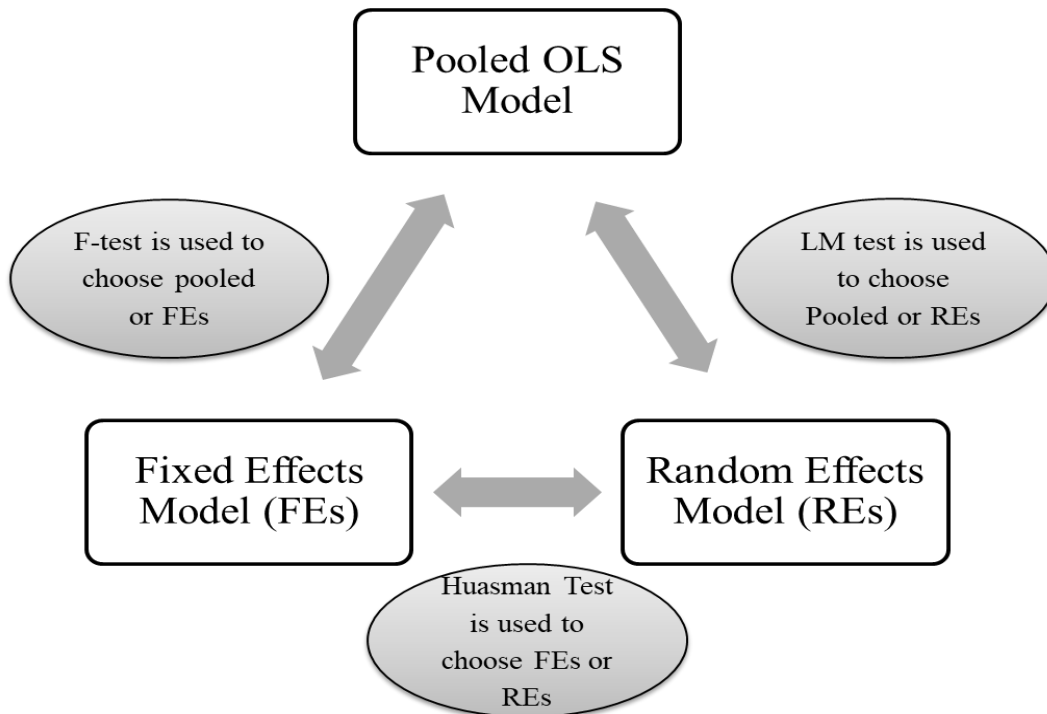 Pooled OLS
Model
F-test is used to
choose pooled
or FEs
LM test is used
to choose
Pooled or REs
Fixed Effects
Model (FEs)
Random Effects
Model (REs)
Huasman Test
is used to
choose FEs or
REs